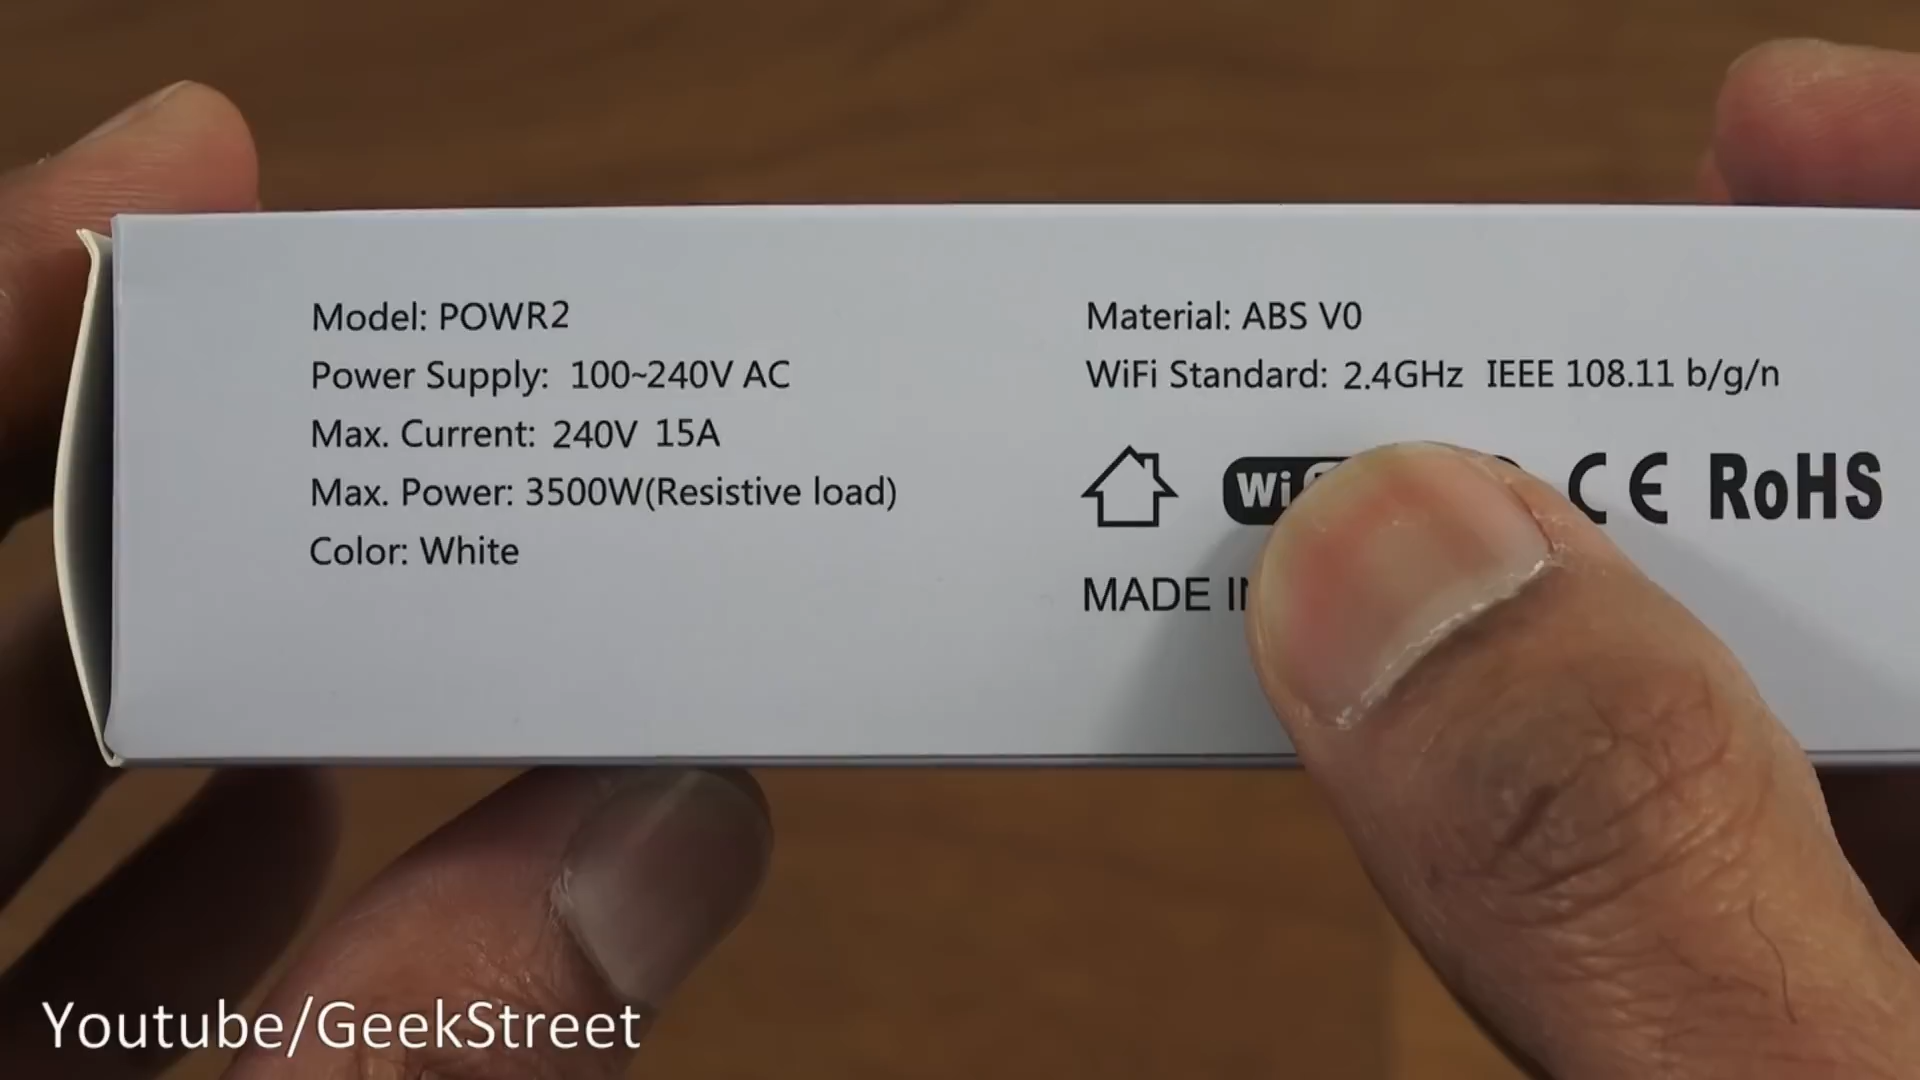 Model: POWR2
Power Supply: 100~240V AC
Max. Current: 240V 15A
Max. Power: 3500W(Resistive load)
Color: White
Material: ABS V0
WiFi Standard: 2.4GHz IEEE 108.11 b/g/n
CE RoHS
MADE
Youtube/GeekStreet